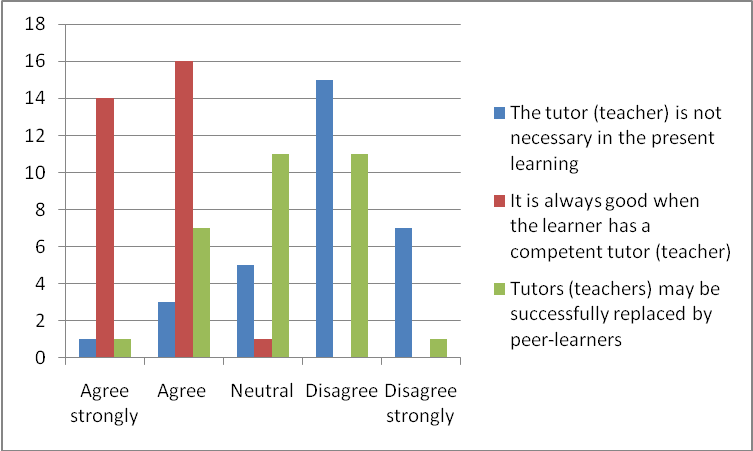 18
16
14
12
10
8
6
4
2
0
Agree
strongly
Agree
Neutral
Disagree
Disagree
strongly
The tutor (teacher) is not
necessary in the present
learning
It is always good when
the learner has a
competent tutor (teacher)
Tutors (teachers) may be
successfully replaced by
peer-learners